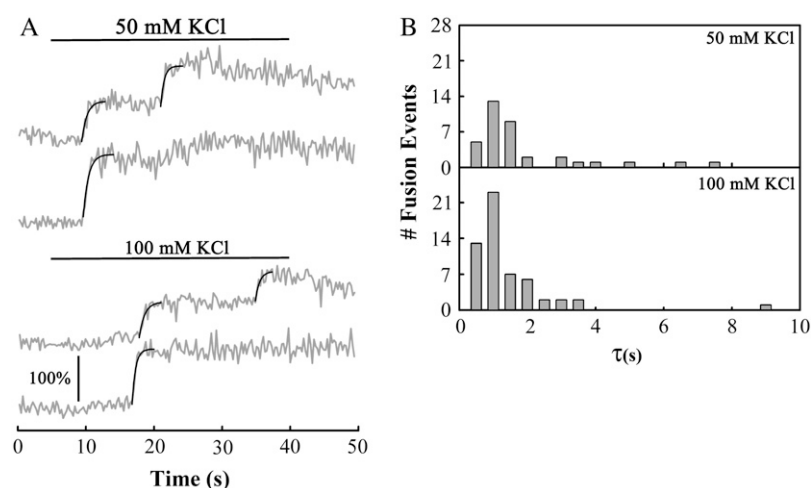 A
50 mM KCl
100 mM KCl
100%
0 10 20 30 40 50
Time (s)
B
50 mM KCl
28
21
14
7
0
100 mM KCl
21
14
7
0
# Fusion Events
0 2 4 6 8 10
τ(s)